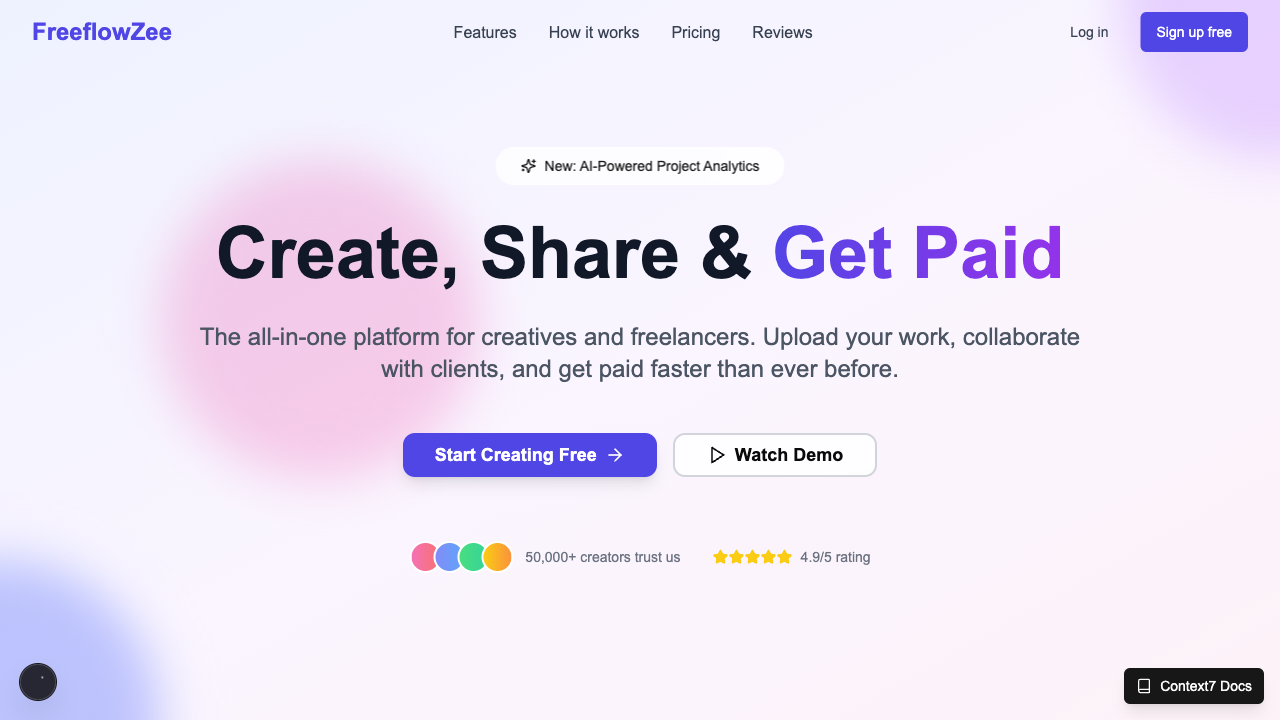 FreeflowZee
Features
How it works
Pricing
Reviews
Log in
Sign up free
New: AI-Powered Project Analytics
Create, Share & Get Paid
The all-in-one platform for creatives and freelancers. Upload your work, collaborate
with clients, and get paid faster than ever before.
Start Creating Free
Watch Demo
50,000+ creators trust us
4.9/5 rating
Context7 Docs